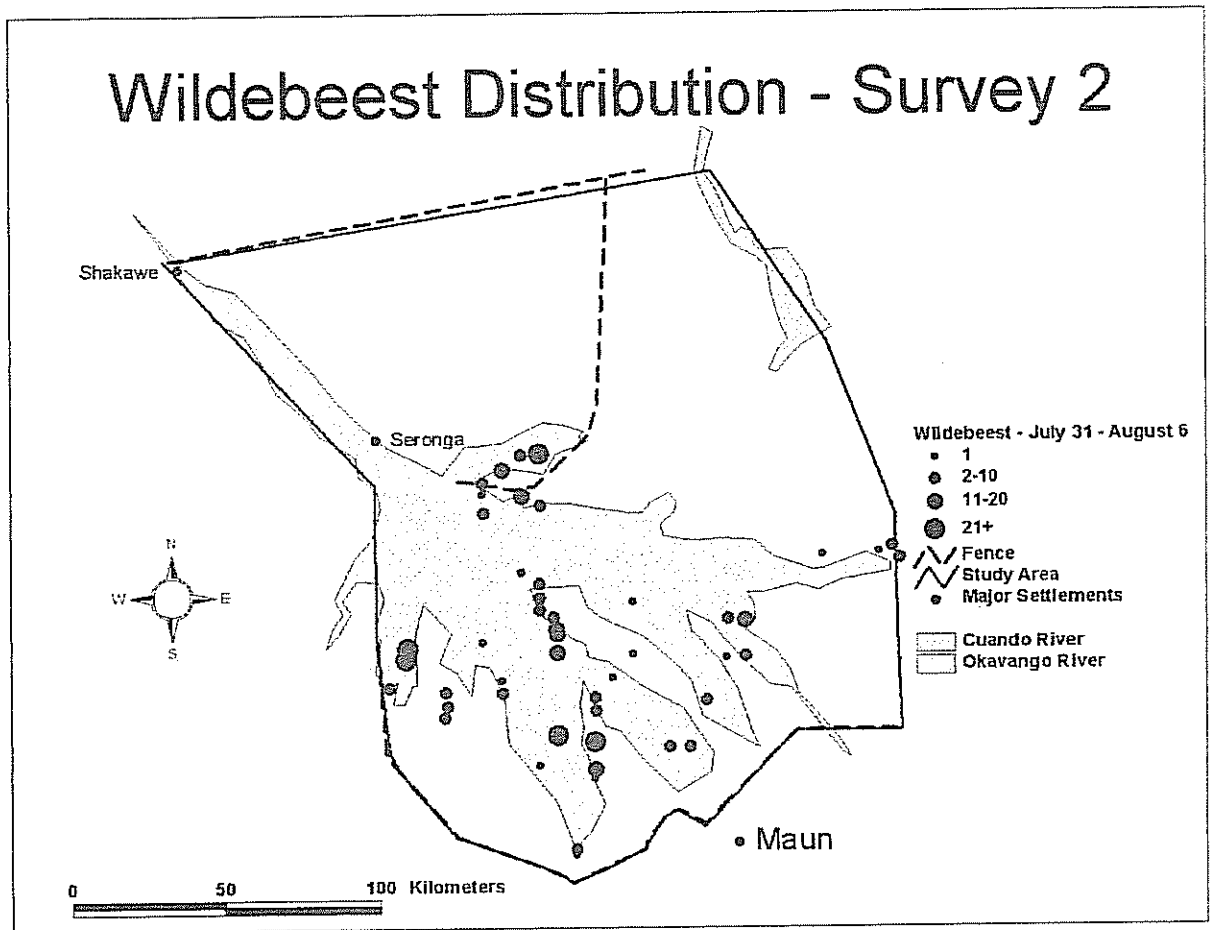 Wildebeest Distribution - Survey 2
Shakawe
Seronga
Wildebeest - July 31 - August 6
1
2-10
11-20
21+
Fence
Study Area
Major Settlements
Cuando River
Okavango River
N
W E
S
Maun
0 50 100 Kilometers